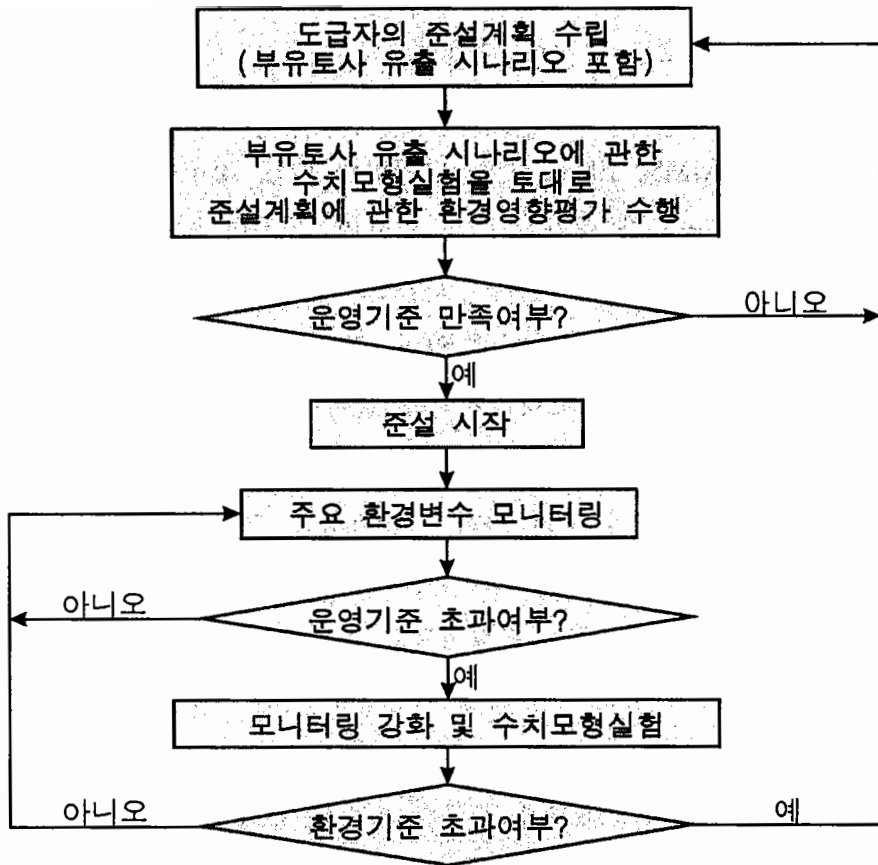 도급자의 준설계획 수립
(부유토사 유출 시나리오 포함)
부유토사 유출 시나리오에 관한
수치모형실험을 토대로
준설계획에 관한 환경영향평가 수행
운영기준 만족여부?
아니오
예
준설 시작
주요 환경변수 모니터링
아니오
운영기준 초과여부?
예
모니터링 강화 및 수치모형실험
아니오
환경기준 초과여부?
예